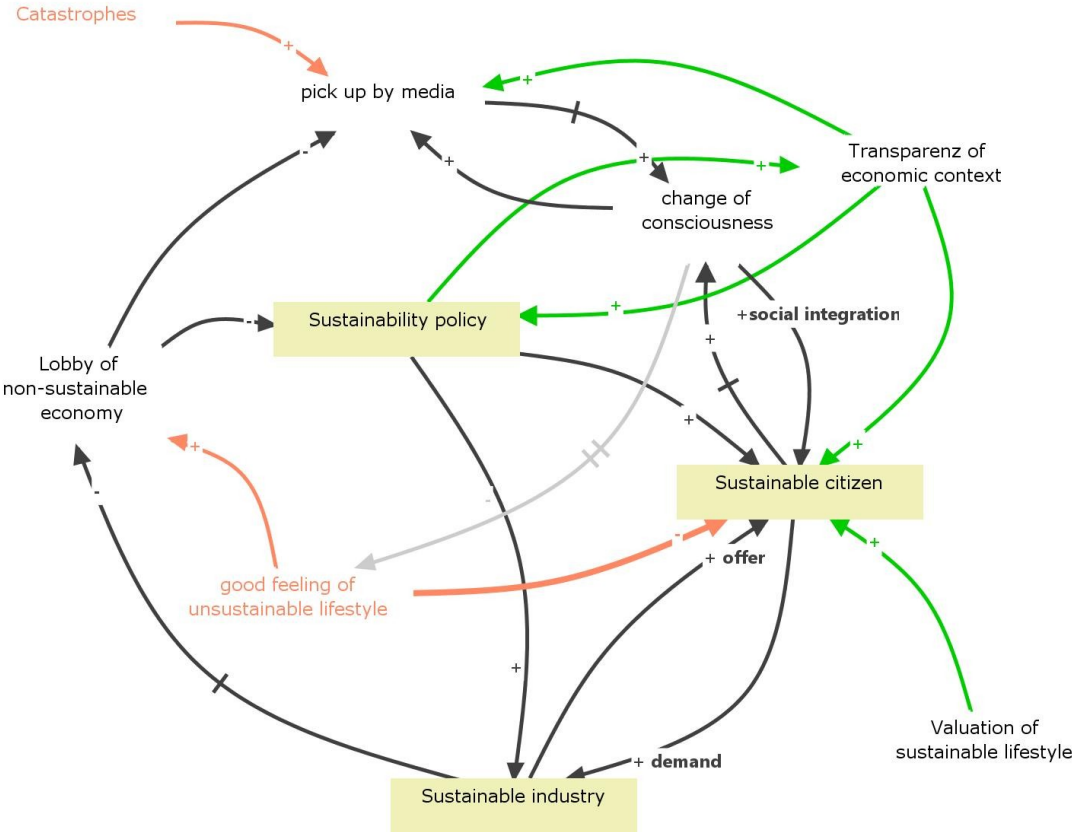 Catastrophes
+
pick up by media
+
+
Transparenz of
economic context
-
+
+
+
change of
consciousness
+
+social integration
Sustainability policy
-
+
Lobby of
non-sustainable
economy
+
+
+
Sustainable citizen
-
-
-
+ offer
+
good feeling of
unsustainable lifestyle
+
Valuation of
sustainable lifestyle
+ demand
Sustainable industry